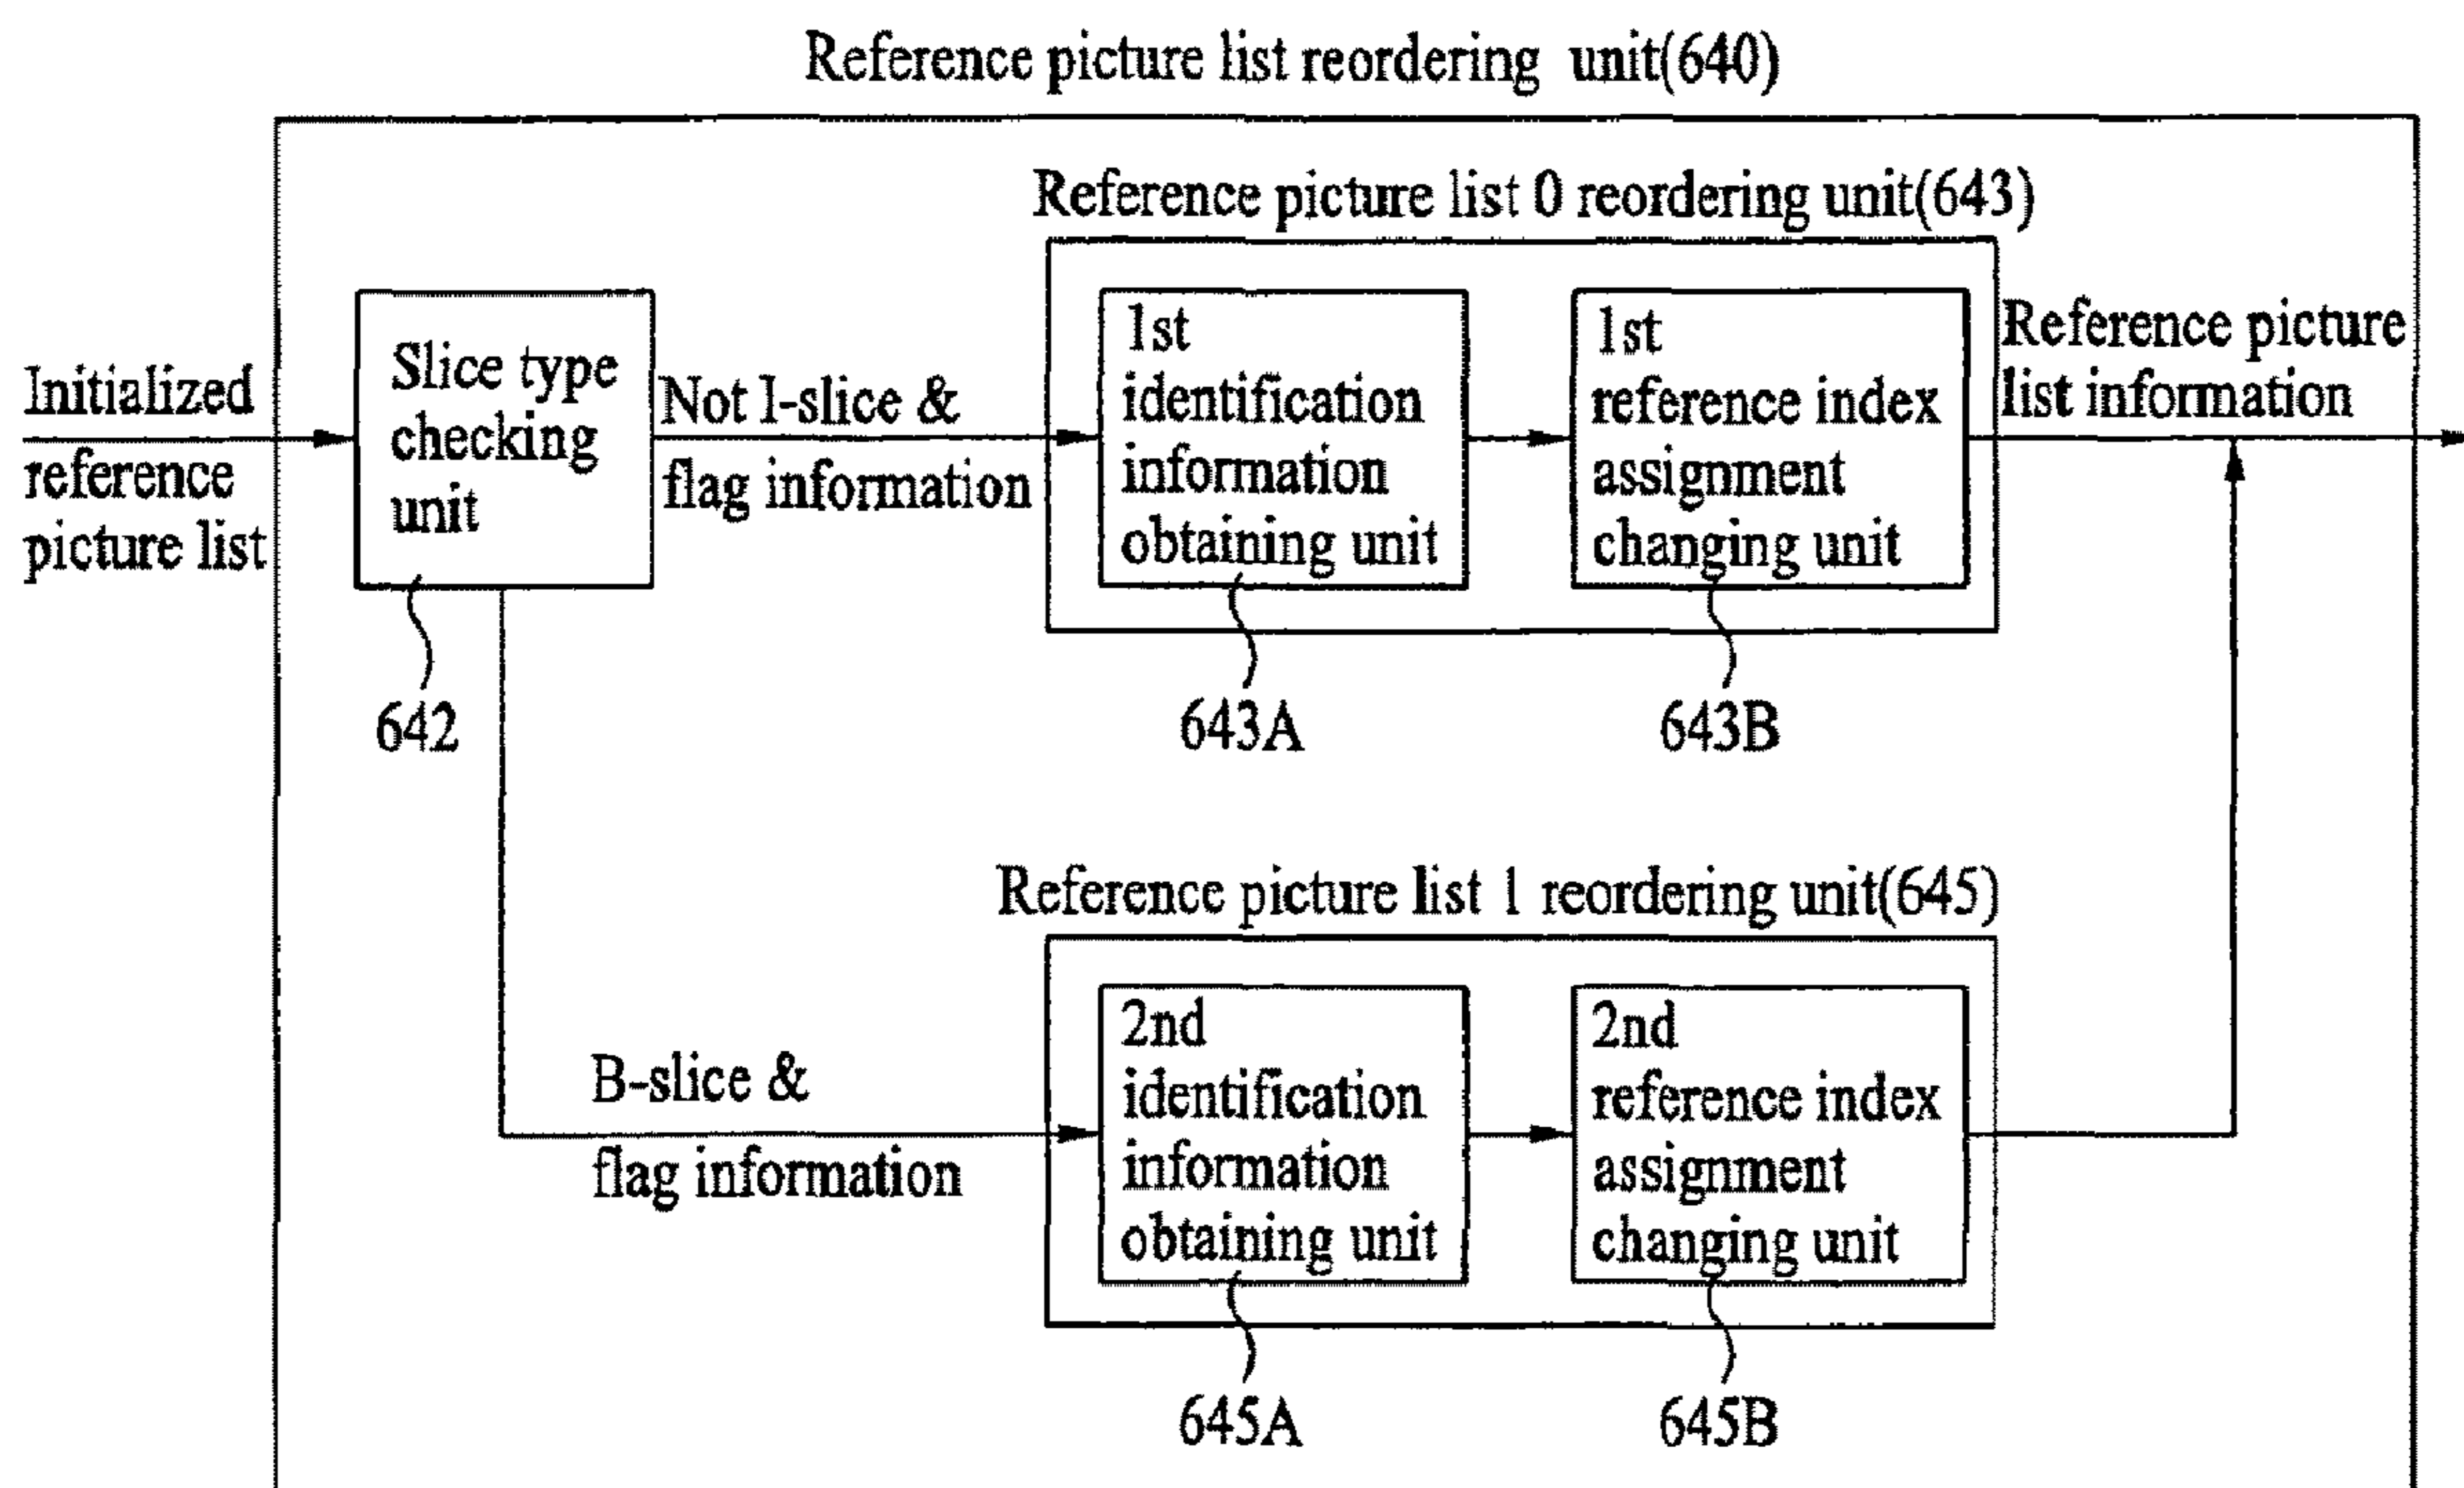 Reference picture list reordering unit(640)
Reference picture list 0 reordering unit(643)
Initialized
reference
picture list
Slice type
checking
unit
642
Not I-slice &
flag information
1st
identification
information
obtaining unit
643A
1st
reference index
assignment
changing unit
643B
Reference picture
list information
Reference picture list 1 reordering unit(645)
B-slice &
flag information
2nd
identification
information
obtaining unit
645A
2nd
reference index
assignment
changing unit
645B